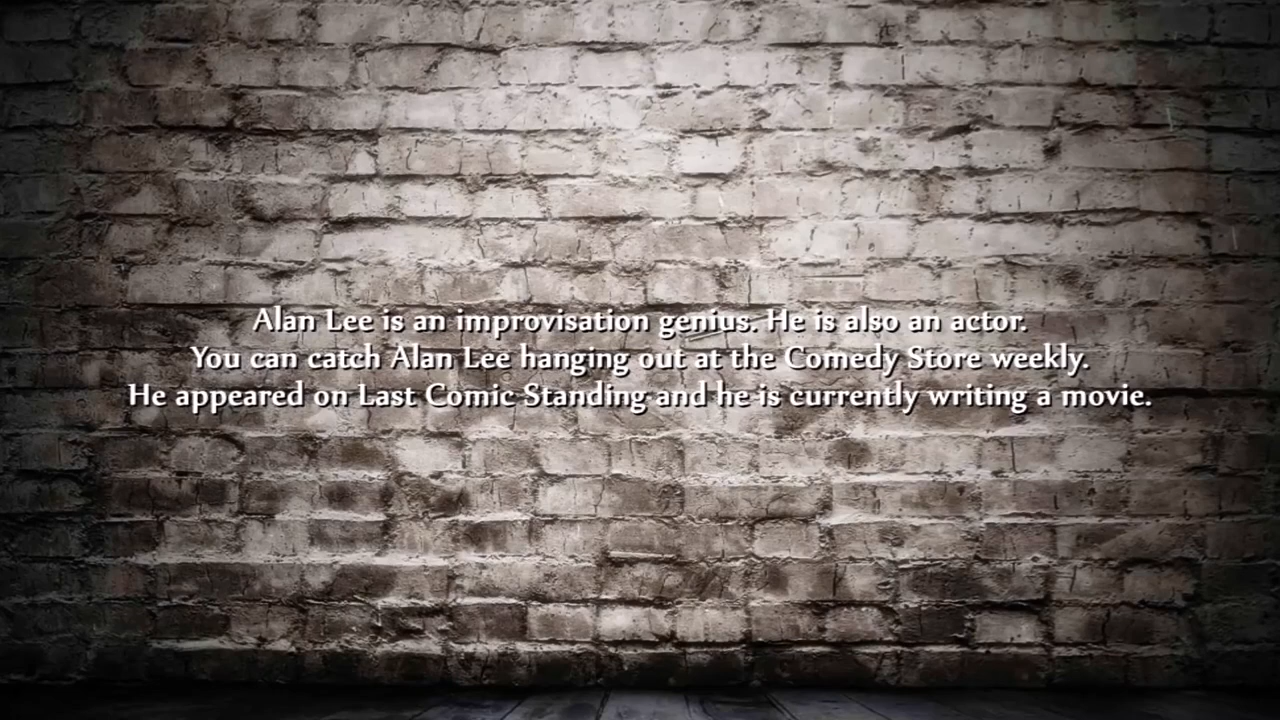 Alan Lee is an improvisation genius. He is also an actor.
You can catch Alan Lee hanging out at the Comedy Store weekly.
He appeared on Last Comic Standing and he is currently writing a movie.